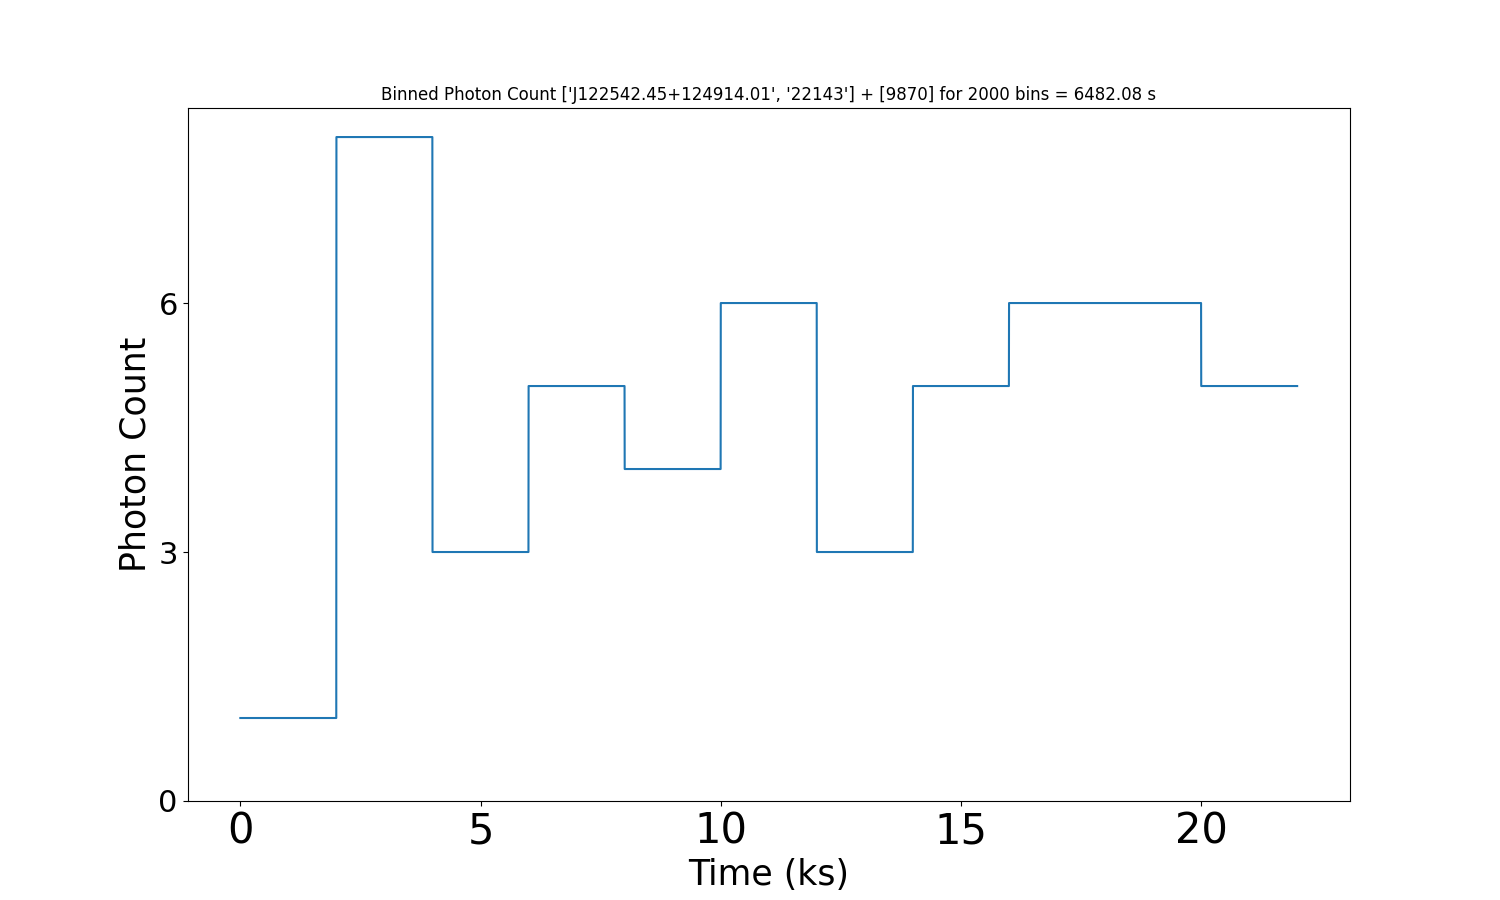 Binned Photon Count ['J122542.45+124914.01', '22143'] + [9870] for 2000 bins = 6482.08 s
Photon Count
6
3
0
0 5 10 15 20
Time (ks)